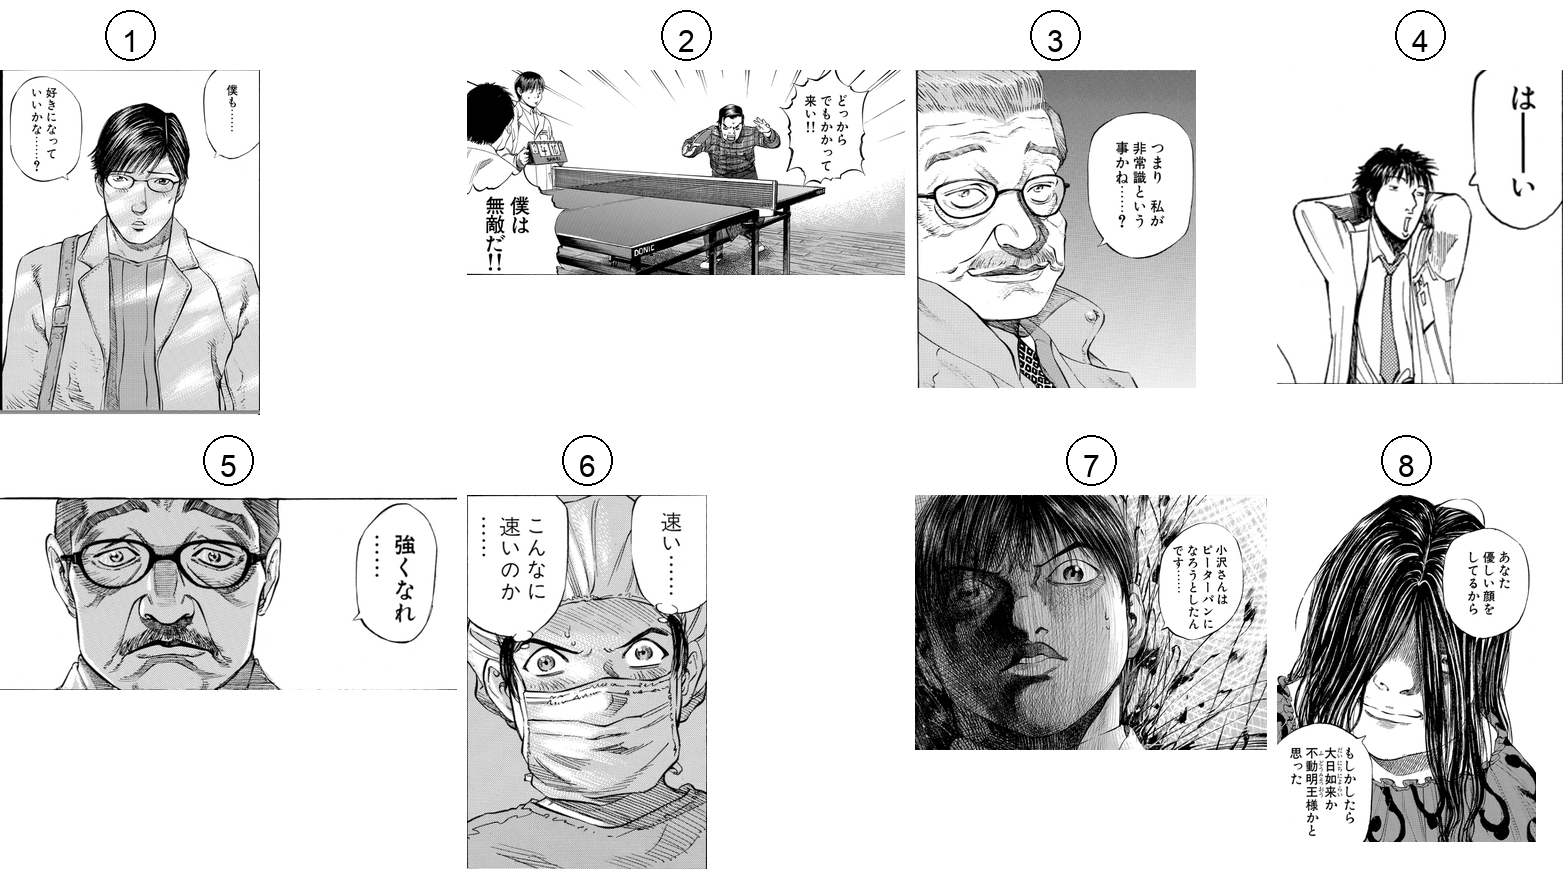 1
僕も……
好きになって
いいかな……?
2
どっから
でもかかって
来い!!
僕は
無敵だ!!
DONIC
3
つまり 私が
非常識という
事かね……?
4
はーーい
5
強くなれ
……
6
速い……
こんなに
速いのか
……
7
小沢さんは
ピーターパンに
なろうとしたん
です……
8
あなた
優しい顔を
してるから
もしかしたら
大日如来か
不動明王様かと
思った